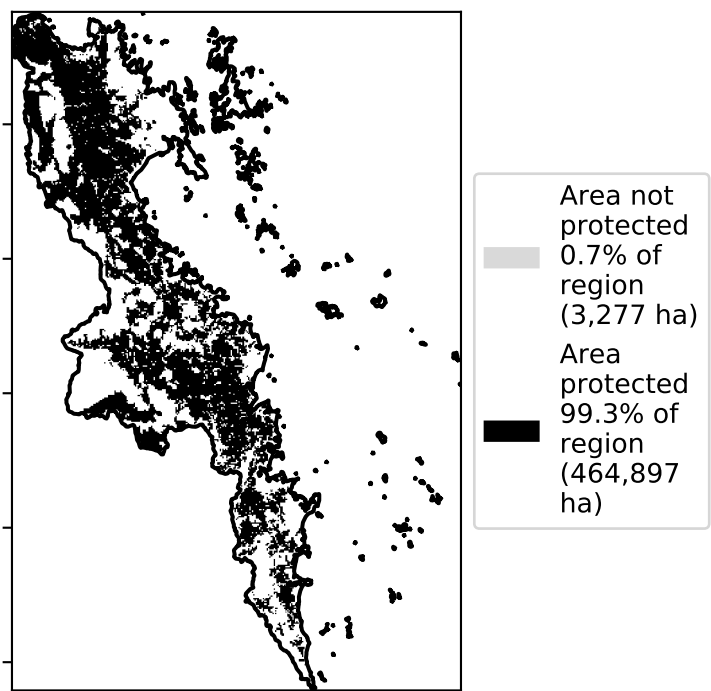 Area not
protected
0.7% of
region
(3,277 ha)
Area
protected
99.3% of
region
(464,897
ha)